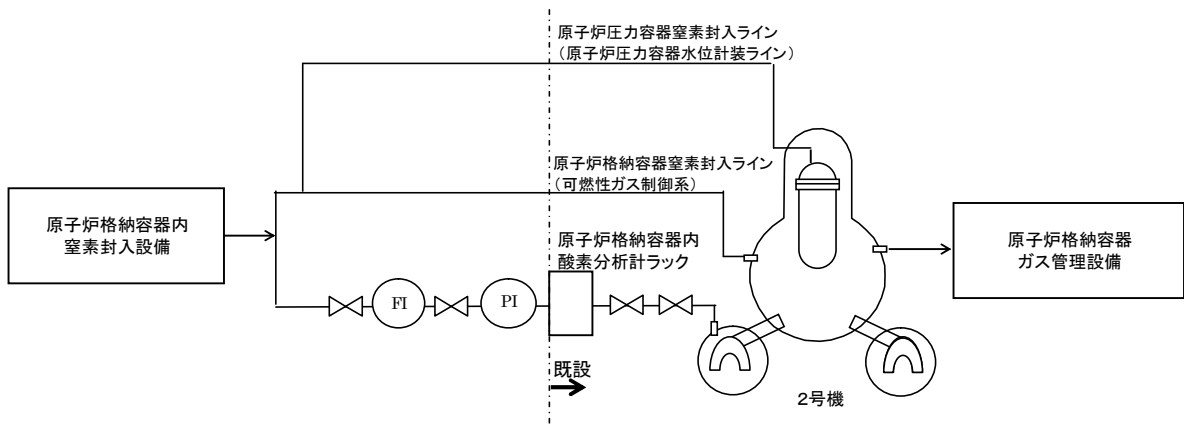 原子炉圧力容器窒素封入ライン
（原子炉圧力容器水位計装ライン）
原子炉格納容器窒素封入ライン
（可燃性ガス制御系）
原子炉格納容器内
窒素封入設備
原子炉格納容器内
酸素分析計ラック
原子炉格納容器
ガス管理設備
FI
PI
既設
２号機